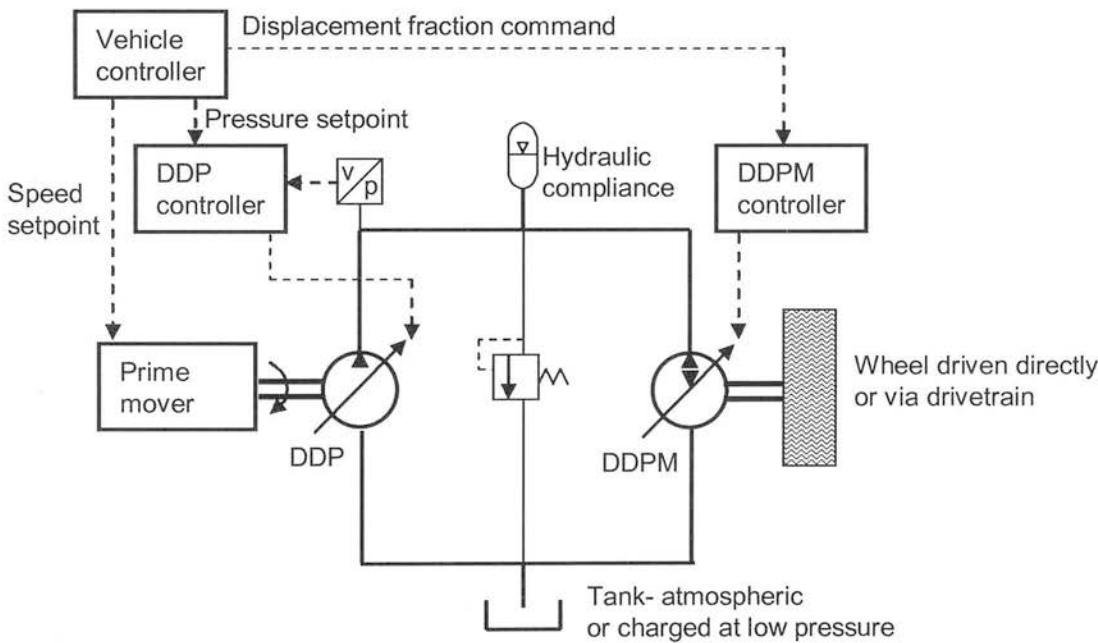 Vehicle
controller
Displacement fraction command
Pressure setpoint
DDP
controller
v
p
Hydraulic
compliance
DDPM
controller
Speed
setpoint
Prime
mover
DDP
DDPM
Wheel driven directly
or via drivetrain
Tank- atmospheric
or charged at low pressure